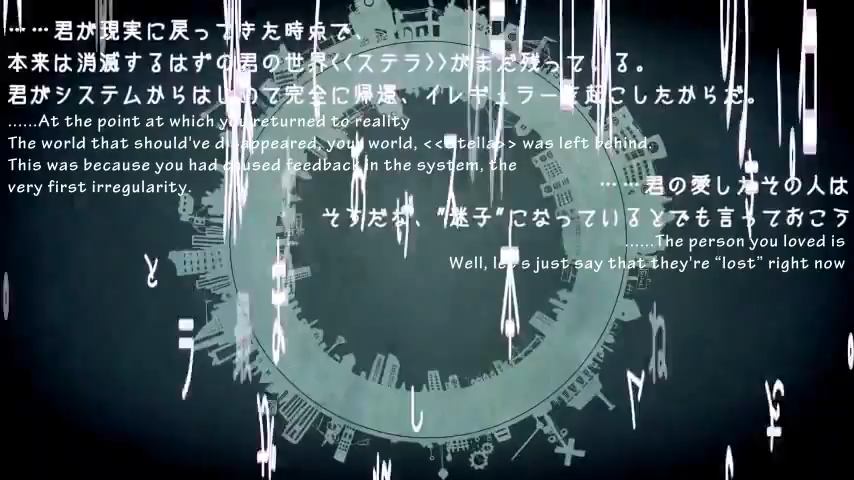 ……君が現実に戻ってきた時点で、
本来は消滅するはずの君の世界<<ステラ>>がまだ残っている。
君がシステムからはじめて完全に帰還、イレギュラーを起こしたからだ。
......At the point at which you returned to reality
The world that should've disappeared, your world, <<Stella>> was left behind.
This was because you had caused feedback in the system, the
very first irregularity.
……君の愛したその人は
そうだな、"迷子"になっているとでも言っておこう
......The person you loved is
Well, let's just say that they're “lost” right now
と
ラ
ね
し